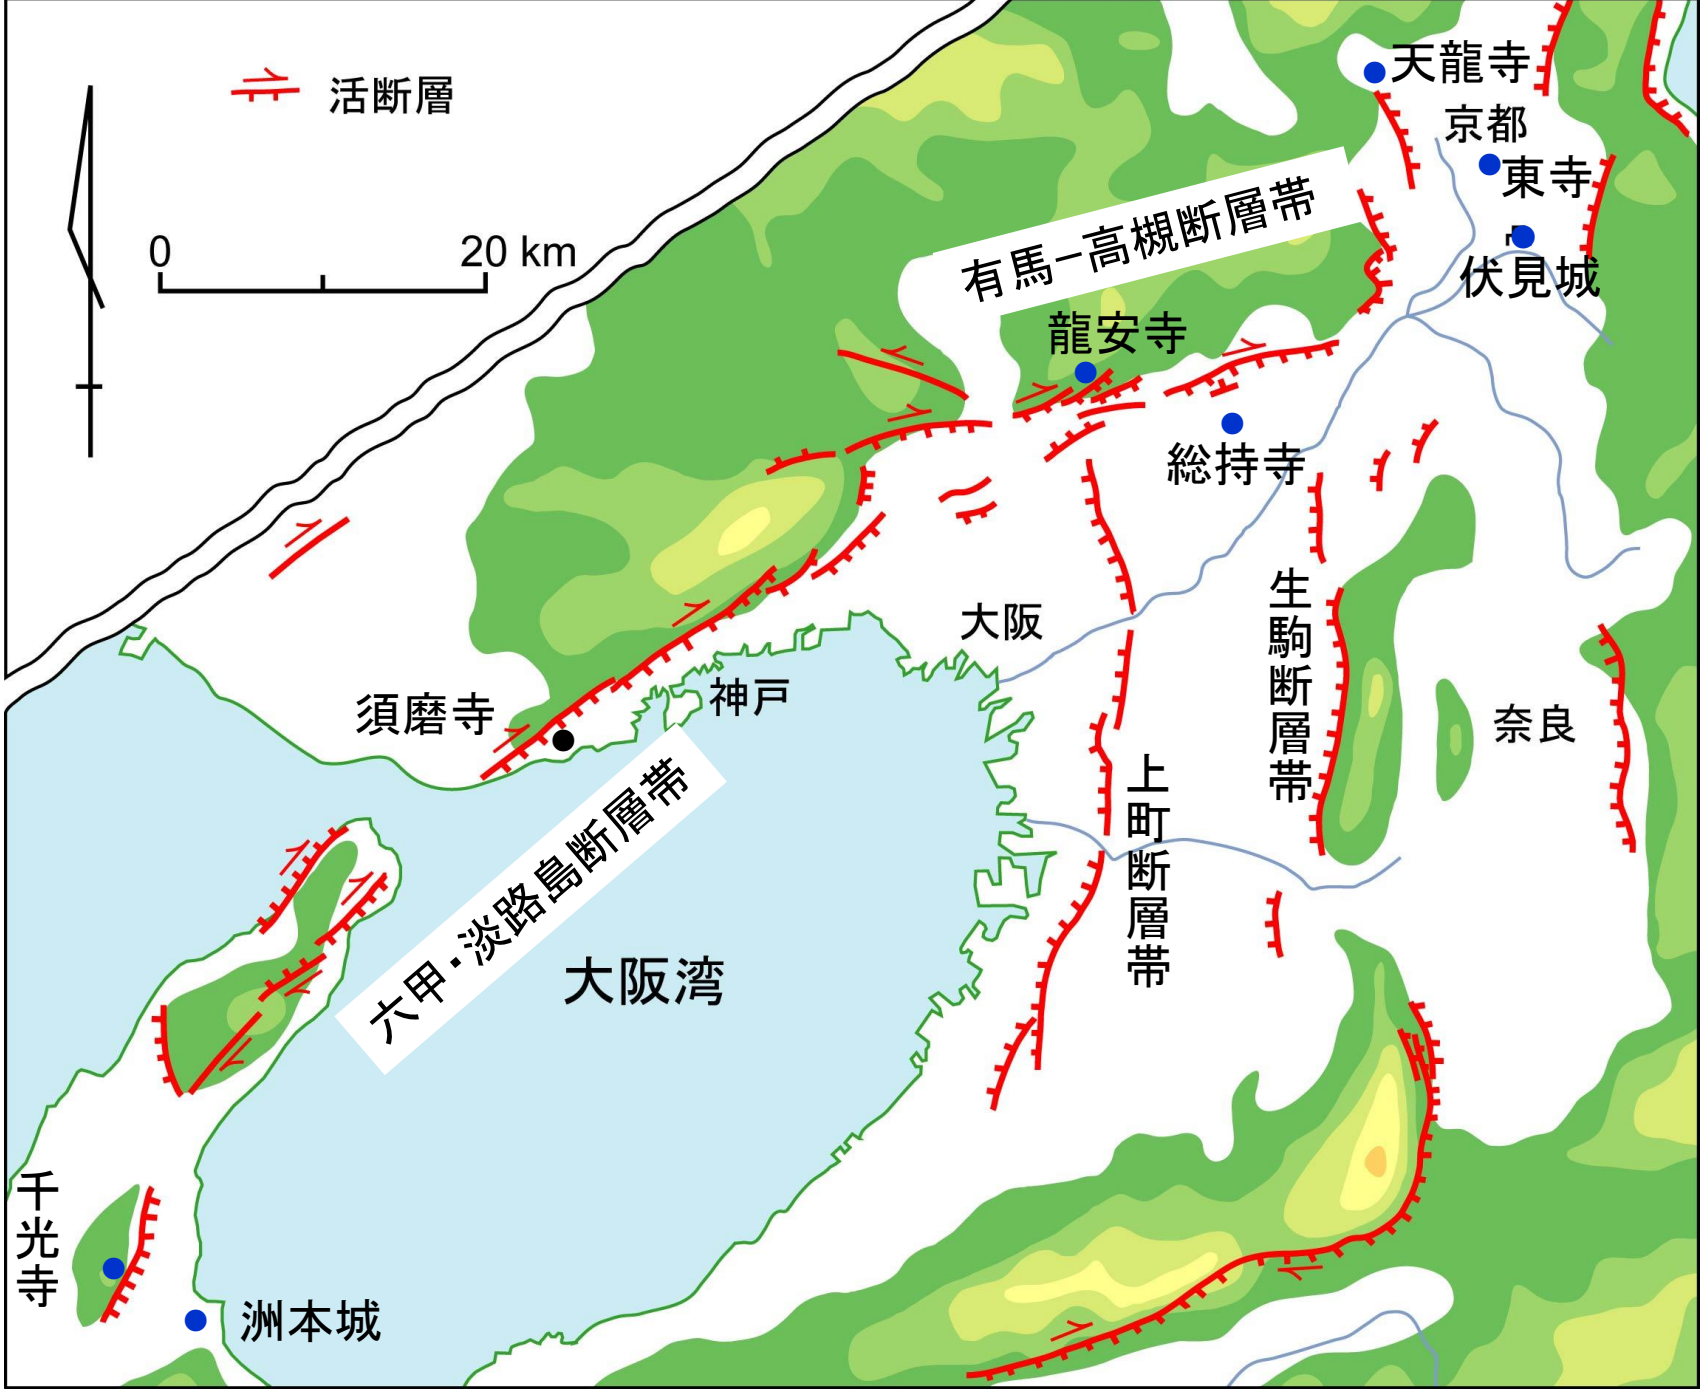 活断層
0
20 km
天龍寺
京都
東寺
伏見城
有馬−高槻断層帯
龍安寺
総持寺
大阪
生駒断層帯
奈良
須磨寺
神戸
上町断層帯
六甲・淡路島断層帯
大阪湾
千光寺
洲本城